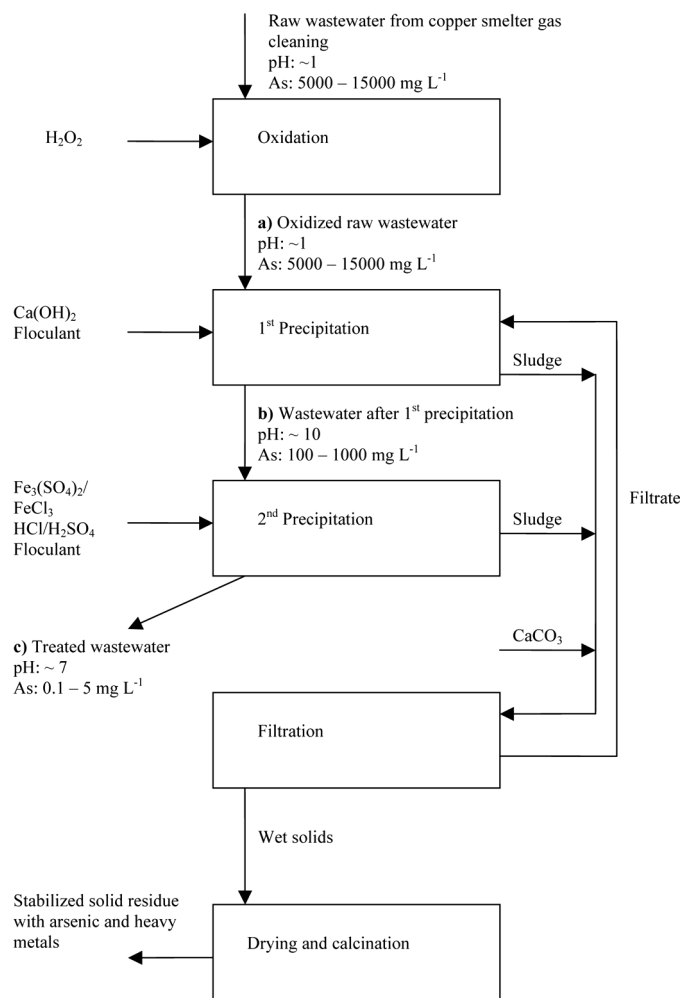 Raw wastewater from copper smelter gas
cleaning
pH: ~1
As: 5000 – 15000 mg L⁻¹
H₂O₂
Oxidation
a) Oxidized raw wastewater
pH: ~1
As: 5000 – 15000 mg L⁻¹
Ca(OH)₂
Floculant
1ˢᵗ Precipitation
Sludge
b) Wastewater after 1ˢᵗ precipitation
pH: ~ 10
As: 100 – 1000 mg L⁻¹
Fe₃(SO₄)₂/
FeCl₃
HCl/H₂SO₄
Floculant
2ⁿᵈ Precipitation
Sludge
Filtrate
CaCO₃
c) Treated wastewater
pH: ~ 7
As: 0.1 – 5 mg L⁻¹
Filtration
Wet solids
Stabilized solid residue
with arsenic and heavy
metals
Drying and calcination